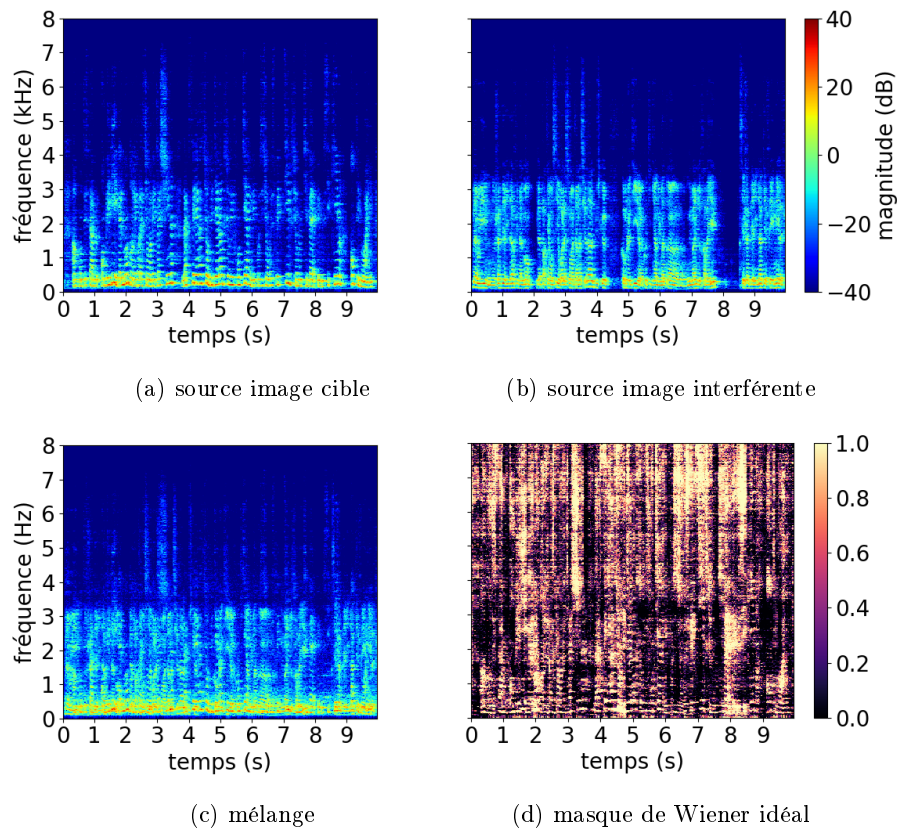 8
7
6
5
4
3
2
1
0
fréquence (kHz)
0 1 2 3 4 5 6 7 8 9
temps (s)
(a) source image cible
0 1 2 3 4 5 6 7 8 9
temps (s)
40
20
0
−20
−40
magnitude (dB)
(b) source image interférente
8
7
6
5
4
3
2
1
0
fréquence (Hz)
0 1 2 3 4 5 6 7 8 9
temps (s)
(c) mélange
0 1 2 3 4 5 6 7 8 9
temps (s)
1.0
0.8
0.6
0.4
0.2
0.0
(d) masque de Wiener idéal